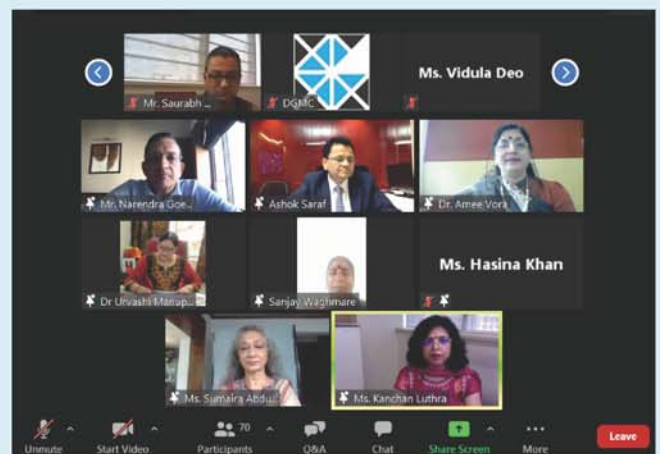 Mr. Saurabh ...
DGMC
Ms. Vidula Deo
Mr. Narendra Goe...
Ashok Saraf
Dr. Amee Vora
Dr Urvashi Manup...
Sanjay Waghmare
Ms. Hasina Khan
Ms. Sumaira Abdu...
Ms. Kanchan Luthra
70
Unmute
Start Video
Participants
Q&A
Chat
Share Screen
More
Leave